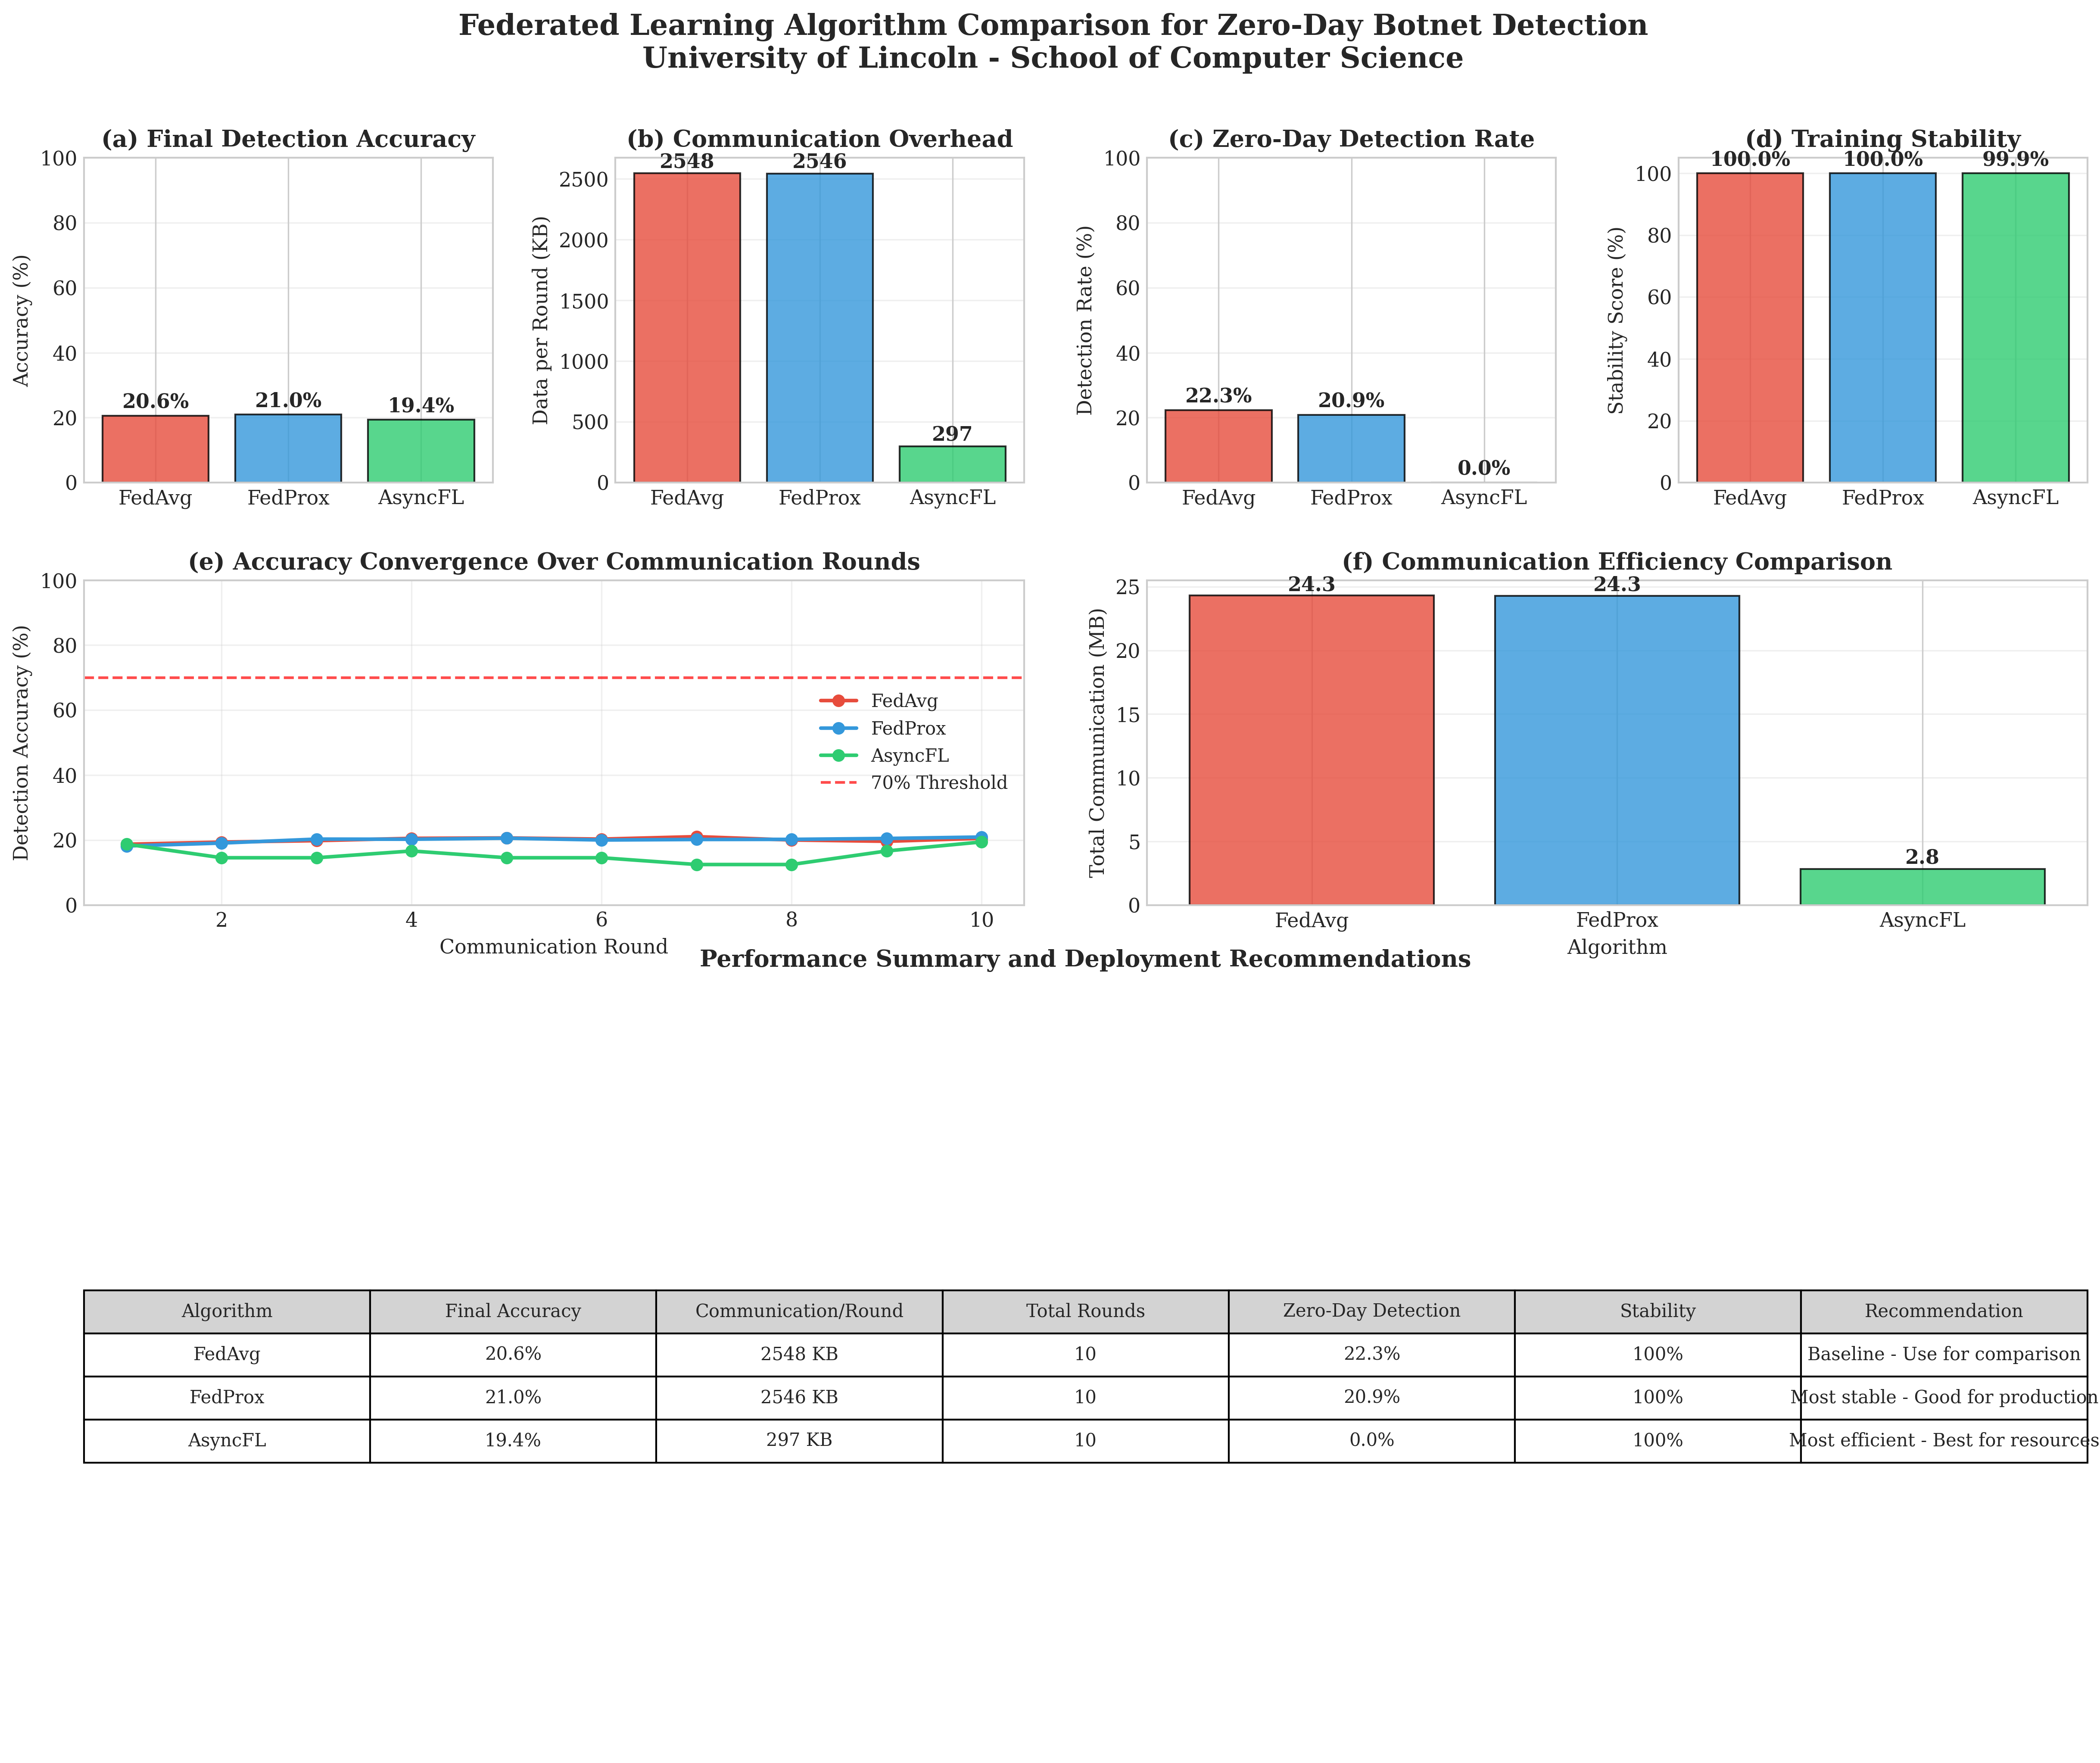 Federated Learning Algorithm Comparison for Zero-Day Botnet Detection
University of Lincoln - School of Computer Science
(a) Final Detection Accuracy
Accuracy (%)
100
80
60
40
20
0
20.6%
21.0%
19.4%
FedAvg
FedProx
AsyncFL
(b) Communication Overhead
Data per Round (KB)
2500
2000
1500
1000
500
0
2548
2546
297
FedAvg
FedProx
AsyncFL
(c) Zero-Day Detection Rate
Detection Rate (%)
100
80
60
40
20
0
22.3%
20.9%
0.0%
FedAvg
FedProx
AsyncFL
(d) Training Stability
Stability Score (%)
100
80
60
40
20
0
100.0%
100.0%
99.9%
FedAvg
FedProx
AsyncFL
(e) Accuracy Convergence Over Communication Rounds
Detection Accuracy (%)
100
80
60
40
20
0
FedAvg
FedProx
AsyncFL
70% Threshold
2
4
6
8
10
Communication Round
(f) Communication Efficiency Comparison
Total Communication (MB)
25
20
15
10
5
0
24.3
24.3
2.8
FedAvg
FedProx
AsyncFL
Algorithm
Performance Summary and Deployment Recommendations
Algorithm Final Accuracy Communication/Round Total Rounds Zero-Day Detection Stability Recommendation
FedAvg 20.6% 2548 KB 10 22.3% 100% Baseline - Use for comparison
FedProx 21.0% 2546 KB 10 20.9% 100% Most stable - Good for production
AsyncFL 19.4% 297 KB 10 0.0% 100% Most efficient - Best for resources